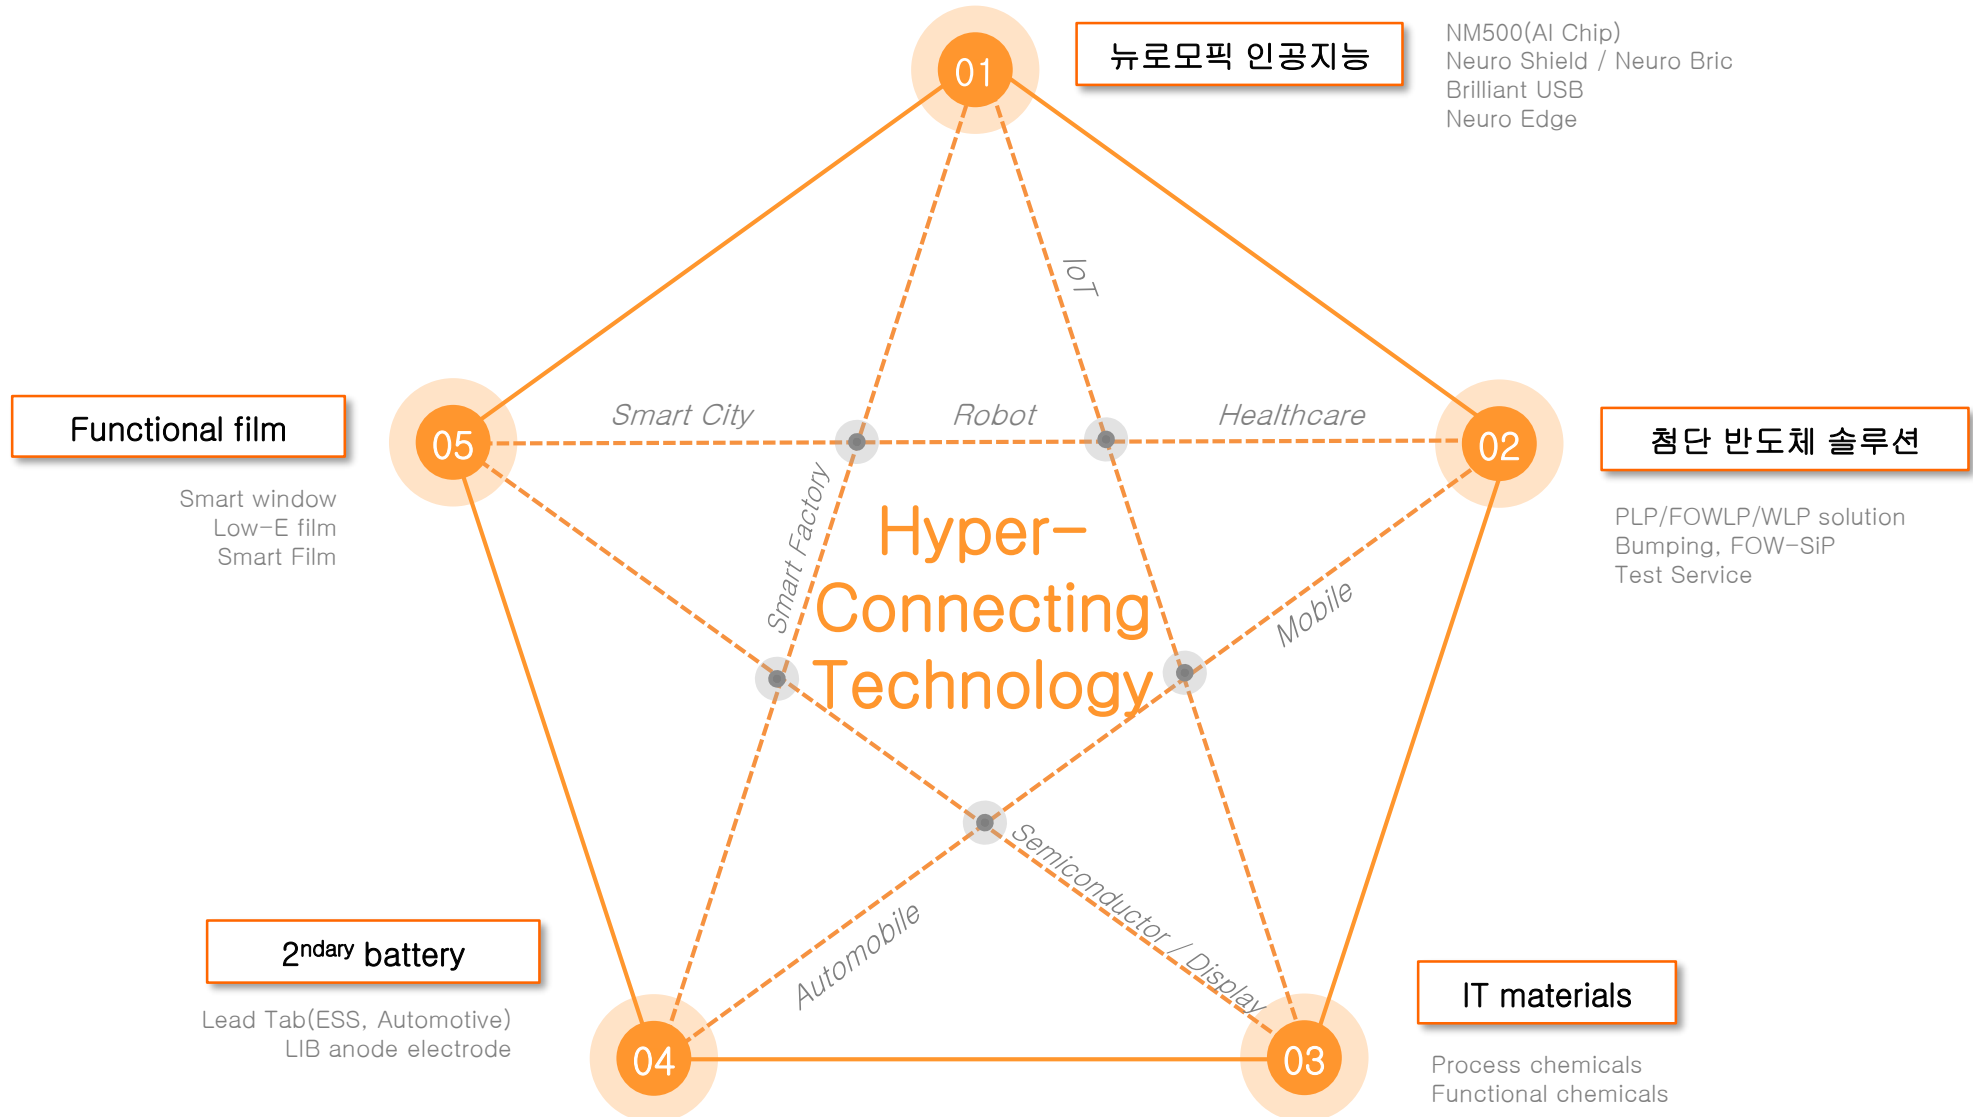 01
뉴로모픽 인공지능
NM500(AI Chip)
Neuro Shield / Neuro Bric
Brilliant USB
Neuro Edge
IoT
Functional film
05
Smart City
Robot
Healthcare
02
첨단 반도체 솔루션
Smart window
Low-E film
Smart Film
Smart Factory
Hyper-
Connecting
Technology
Mobile
PLP/FOWLP/WLP solution
Bumping, FOW-SiP
Test Service
Automobile
Semiconductor / Display
2ndary battery
Lead Tab(ESS, Automotive)
LIB anode electrode
04
03
IT materials
Process chemicals
Functional chemicals